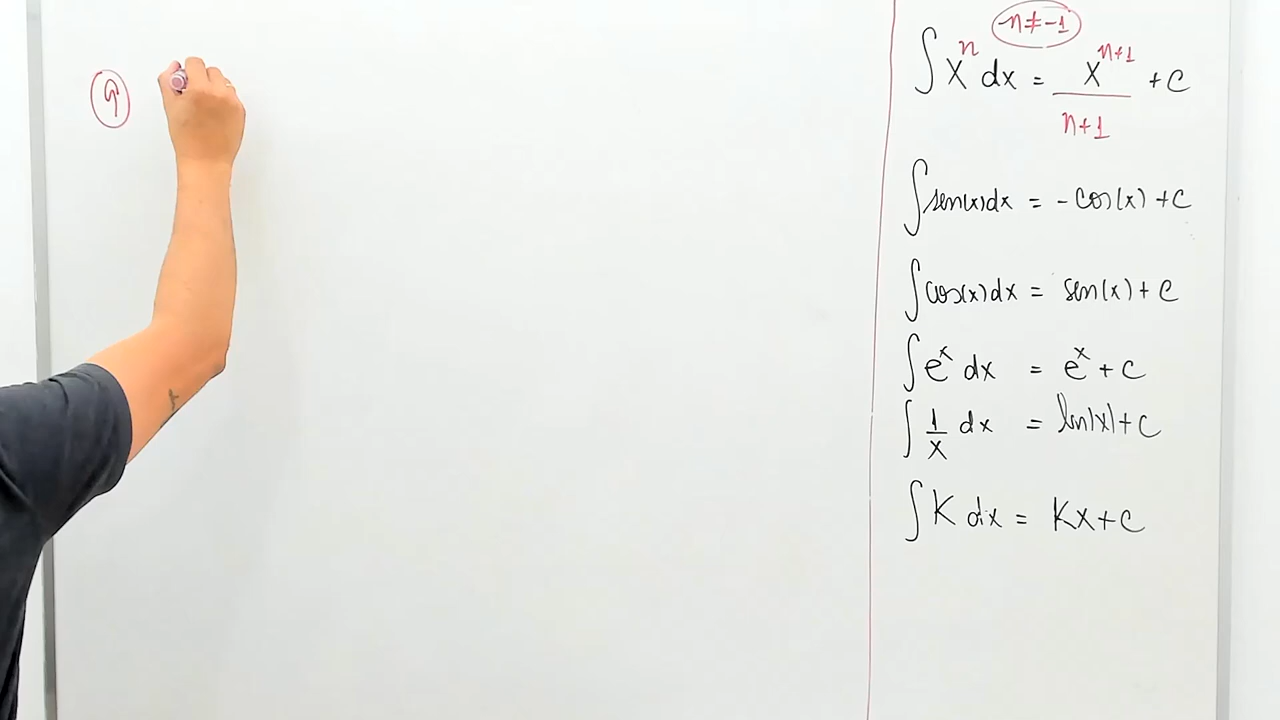 9
n≠-1
∫xⁿ dx = xⁿ⁺¹/n+1 + c
∫sen(x)dx = -cos(x) + c
∫cos(x)dx = sen(x) + c
∫eˣ dx = eˣ + c
∫1/x dx = ln|x| + c
∫K dx = Kx + c